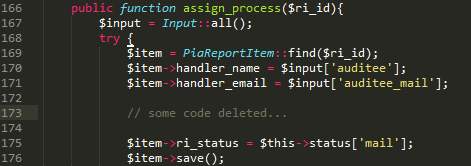 166 public function assign_process($ri_id){
167 $input = Input::all();
168 try {
169 $item = PiaReportItem::find($ri_id);
170 $item->handler_name = $input['auditee'];
171 $item->handler_email = $input['auditee_mail'];
172
173 // some code deleted...
174
175 $item->ri_status = $this->status['mail'];
176 $item->save();